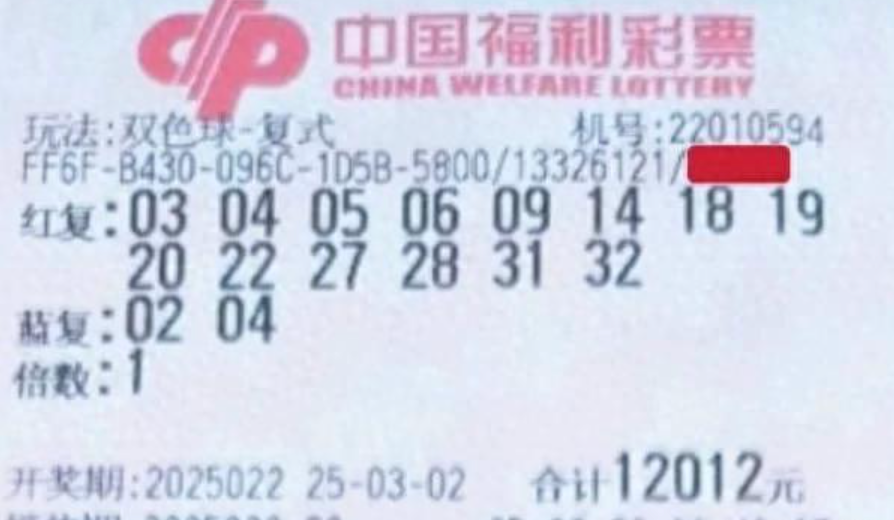 中国福利彩票
CHINA WELFARE LOTTERY
玩法:双色球-复式 机号:22010594
FF6F-B430-096C-1D5B-5800/13326121/
红复:03 04 05 06 09 14 18 19
20 22 27 28 31 32
蓝复:02 04
倍数:1
开奖期:2025022 25-03-02 合计12012元